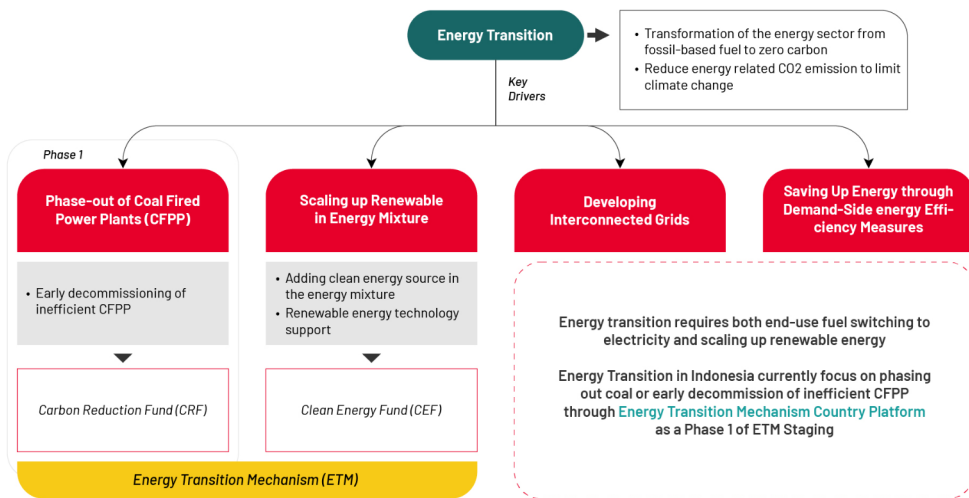 Energy Transition
• Transformation of the energy sector from
fossil-based fuel to zero carbon
• Reduce energy related CO2 emission to limit
climate change
Key
Drivers
Phase 1
Phase-out of Coal Fired
Power Plants (CFPP)
Scaling up Renewable
in Energy Mixture
Developing
Interconnected Grids
Saving Up Energy through
Demand-Side energy Effi-
ciency Measures
• Early decommissioning of
inefficient CFPP
• Adding clean energy source in
the energy mixture
• Renewable energy technology
support
Carbon Reduction Fund (CRF)
Clean Energy Fund (CEF)
Energy transition requires both end-use fuel switching to
electricity and scaling up renewable energy
Energy Transition in Indonesia currently focus on phasing
out coal or early decommission of inefficient CFPP
through Energy Transition Mechanism Country Platform
as a Phase 1 of ETM Staging
Energy Transition Mechanism (ETM)